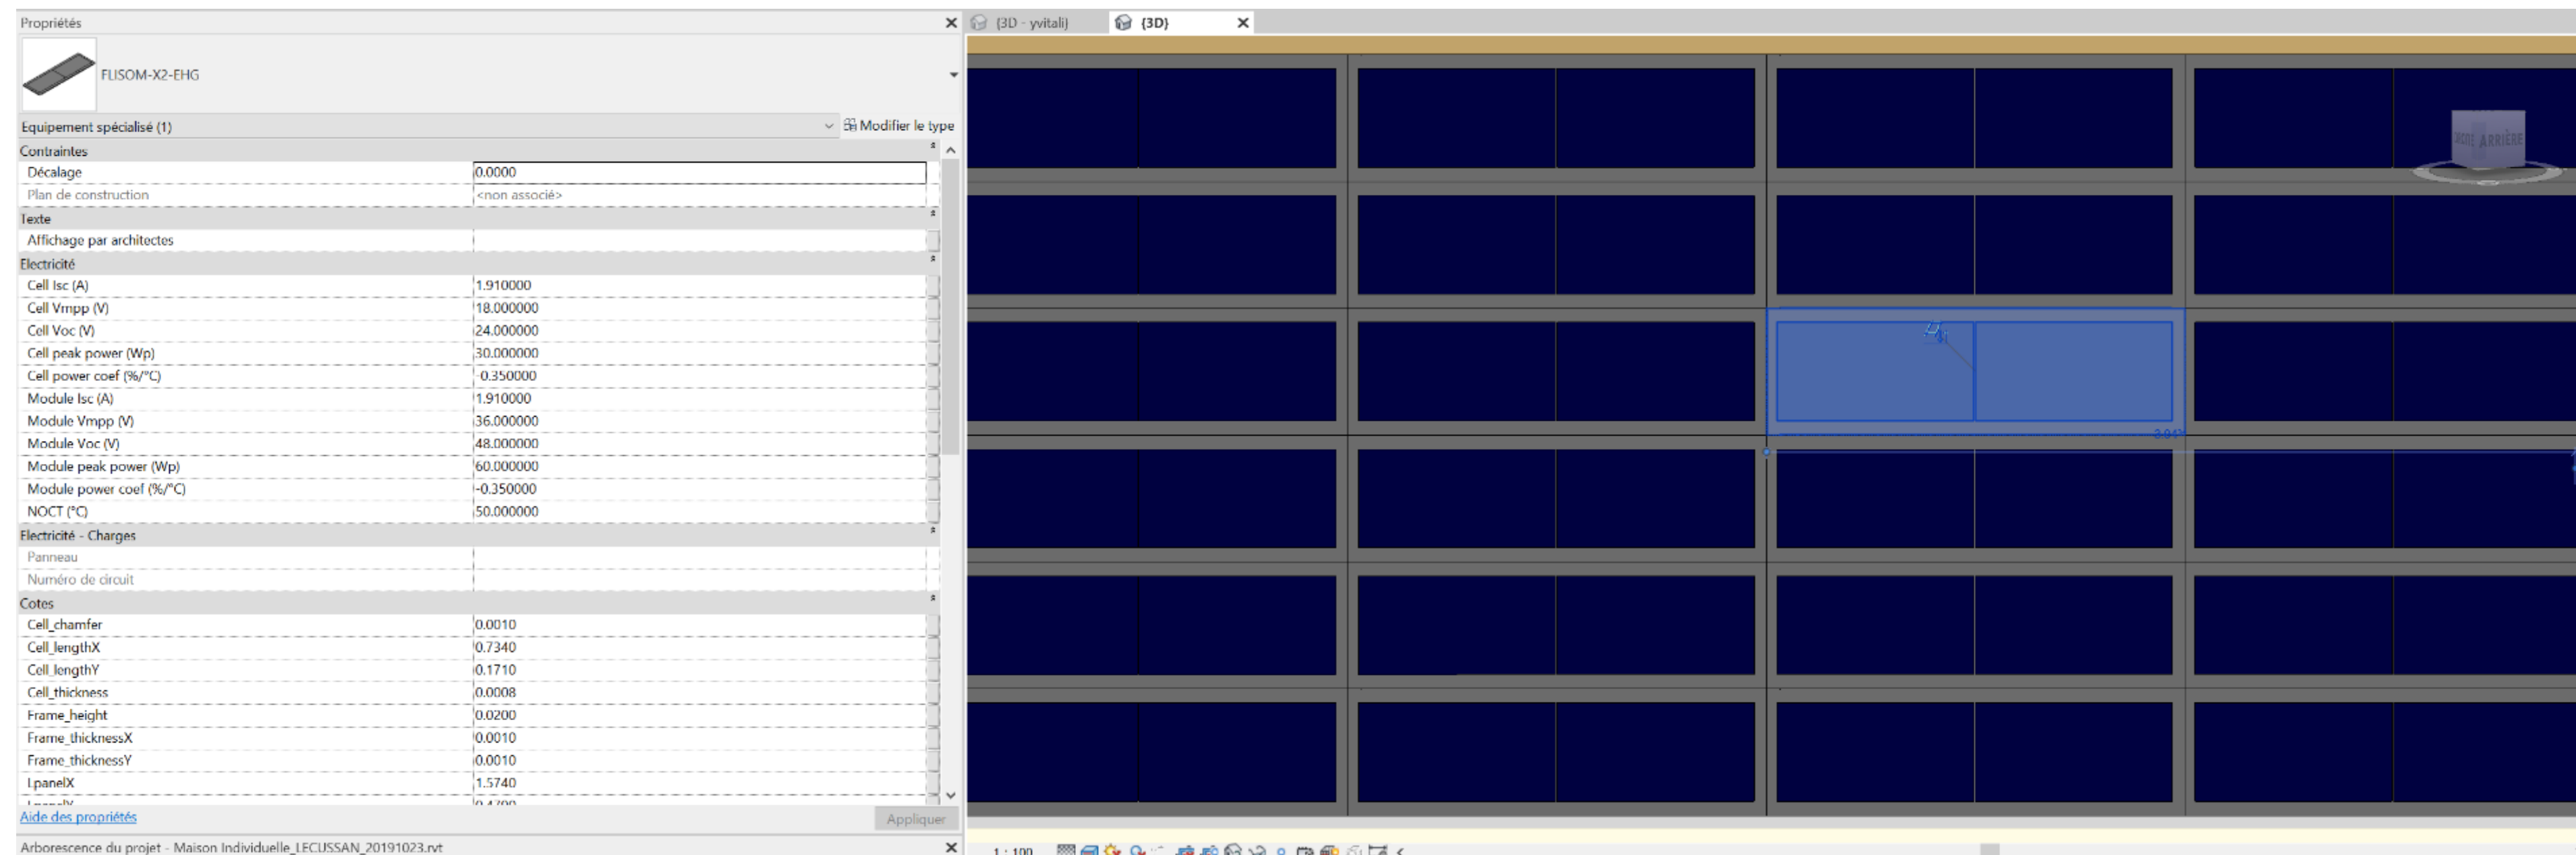 Propriétés
{3D - yvitali}
{3D}
FLISOM-X2-EHG
Equipement spécialisé (1)
Modifier le type
Contraintes
Décalage 0.0000
Plan de construction <non associé>
Texte
Affichage par architectes
Electricité
Cell Isc (A) 1.910000
Cell Vmpp (V) 18.000000
Cell Voc (V) 24.000000
Cell peak power (Wp) 30.000000
Cell power coef (%/°C) -0.350000
Module Isc (A) 1.910000
Module Vmpp (V) 36.000000
Module Voc (V) 48.000000
Module peak power (Wp) 60.000000
Module power coef (%/°C) -0.350000
NOCT (°C) 50.000000
Electricité - Charges
Panneau
Numéro de circuit
Cotes
Cell_chamfer 0.0010
Cell_lengthX 0.7340
Cell_lengthY 0.1710
Cell_thickness 0.0008
Frame_height 0.0200
Frame_thicknessX 0.0010
Frame_thicknessY 0.0010
LpanelX 1.5740
Aide des propriétés
Appliquer
Arborescence du projet - Maison Individuelle_LECUSSAN_20191023.rvt
ARRIÈRE
1 : 100